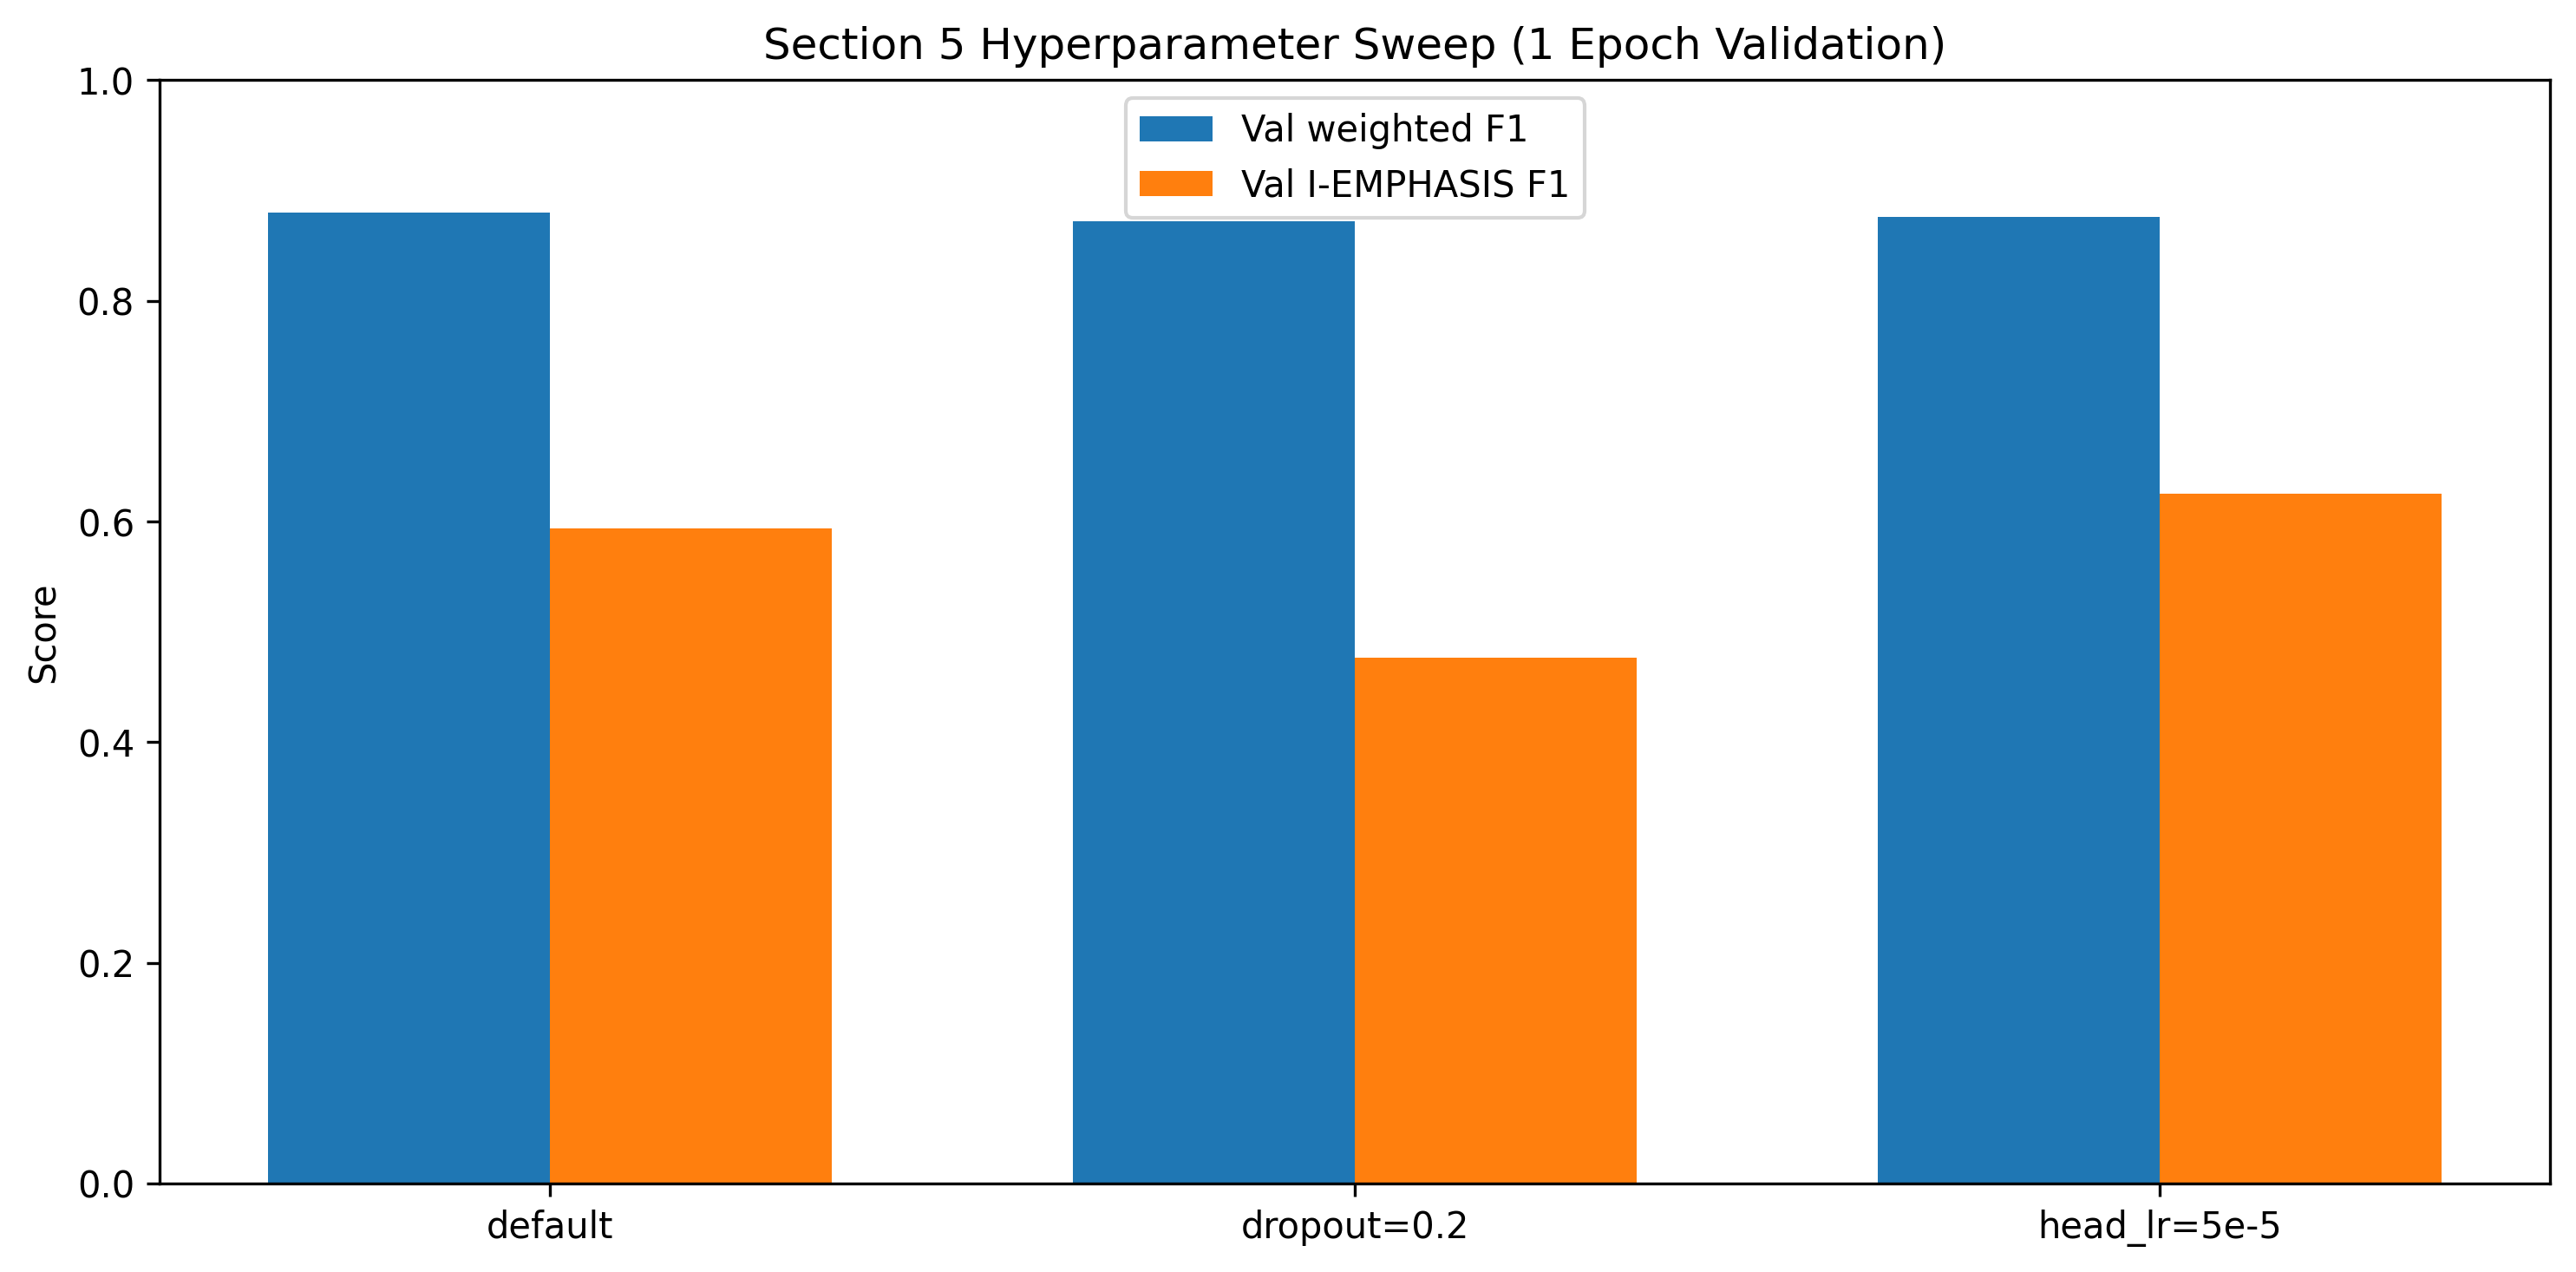 Section 5 Hyperparameter Sweep (1 Epoch Validation)
Val weighted F1
Val I-EMPHASIS F1
Score
1.0
0.8
0.6
0.4
0.2
0.0
default
dropout=0.2
head_lr=5e-5